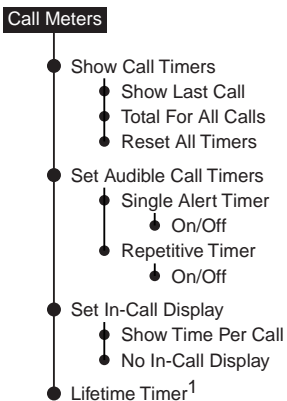 Call Meters
Show Call Timers
Show Last Call
Total For All Calls
Reset All Timers
Set Audible Call Timers
Single Alert Timer
On/Off
Repetitive Timer
On/Off
Set In-Call Display
Show Time Per Call
No In-Call Display
Lifetime Timer1